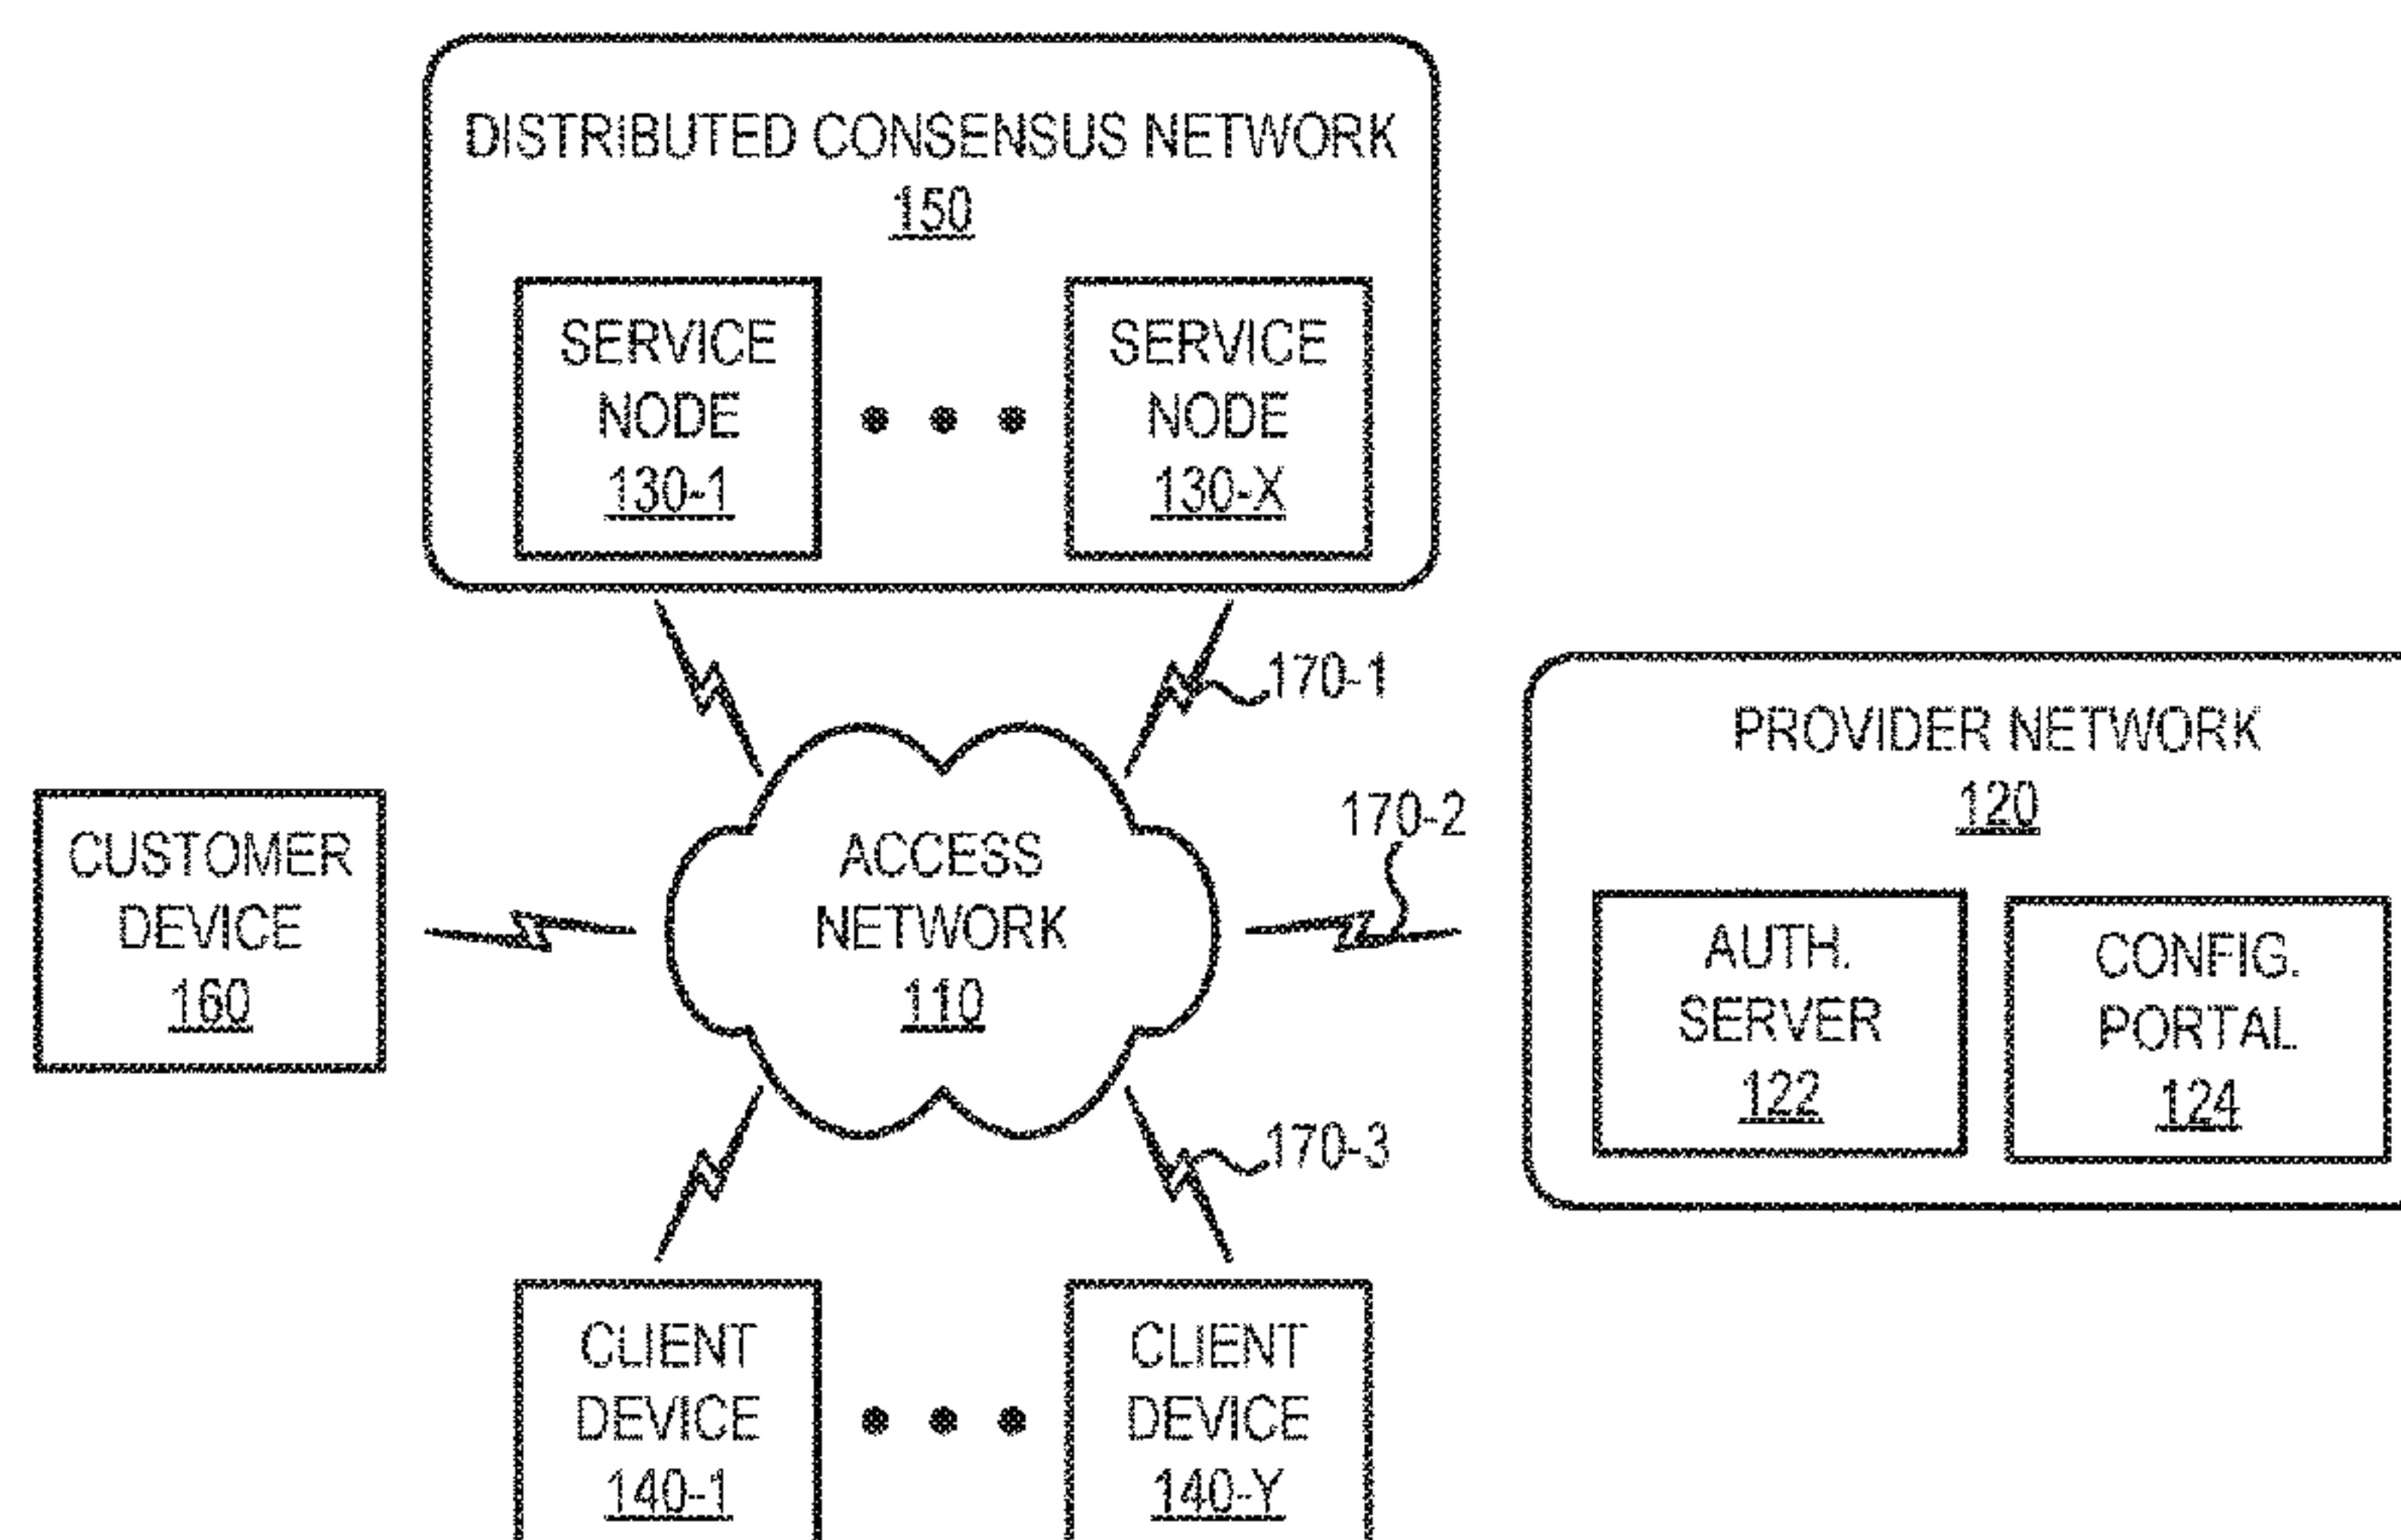 DISTRIBUTED CONSENSUS NETWORK
150
SERVICE
NODE
130-1
SERVICE
NODE
130-X
170-1
PROVIDER NETWORK
120
170-2
CUSTOMER
DEVICE
160
ACCESS
NETWORK
110
AUTH.
SERVER
122
CONFIG.
PORTAL
124
170-3
CLIENT
DEVICE
140-1
CLIENT
DEVICE
140-Y